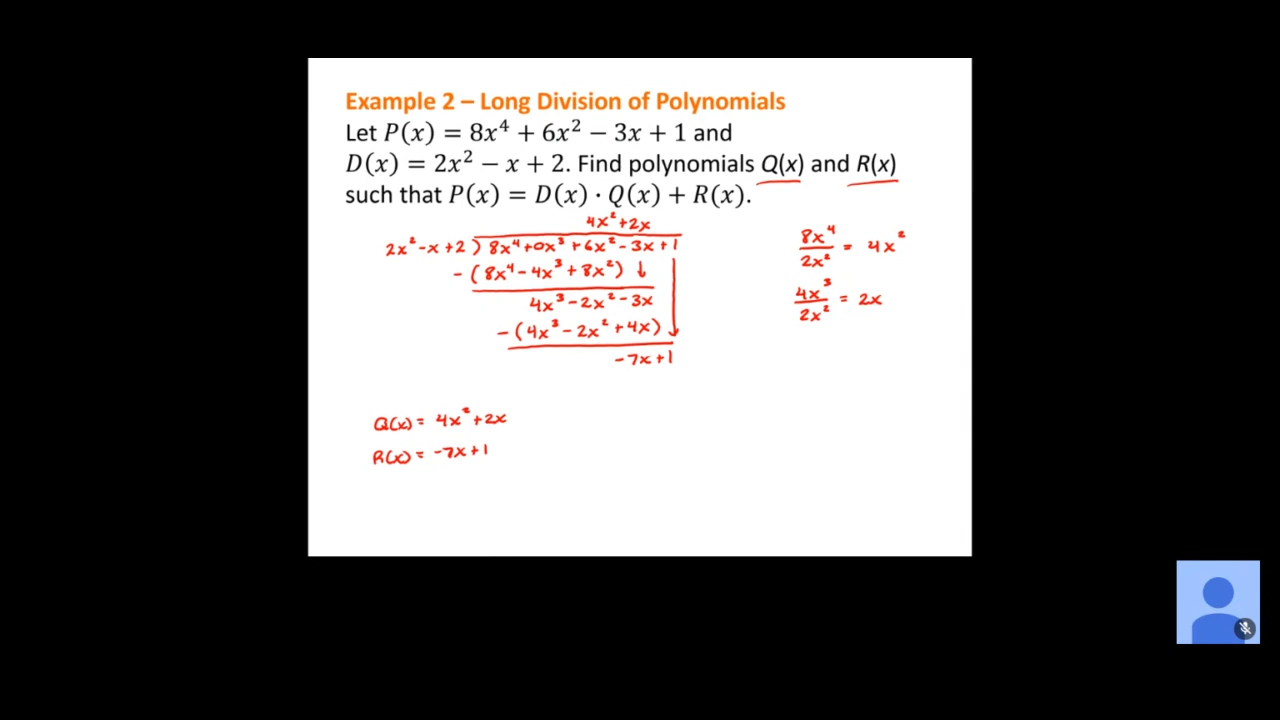 Example 2 – Long Division of Polynomials
Let P(x) = 8x⁴ + 6x² − 3x + 1 and
D(x) = 2x² − x + 2. Find polynomials Q(x) and R(x)
such that P(x) = D(x) · Q(x) + R(x).
4x²+2x
2x²-x+2 ) 8x⁴+0x³+6x²-3x+1
-(8x⁴-4x³+8x²) ↓
4x³-2x²-3x
-(4x³-2x²+4x)
-7x+1
8x⁴/2x² = 4x²
4x³/2x² = 2x
Q(x) = 4x²+2x
R(x) = -7x+1